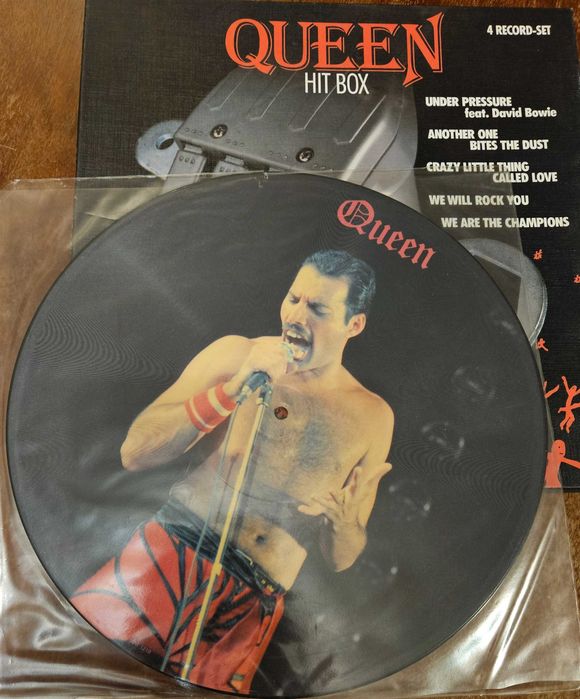 QUEEN
HIT BOX
4 RECORD-SET
UNDER PRESSURE
feat. David Bowie
ANOTHER ONE
BITES THE DUST
CRAZY LITTLE THING
CALLED LOVE
WE WILL ROCK YOU
WE ARE THE CHAMPIONS
Queen